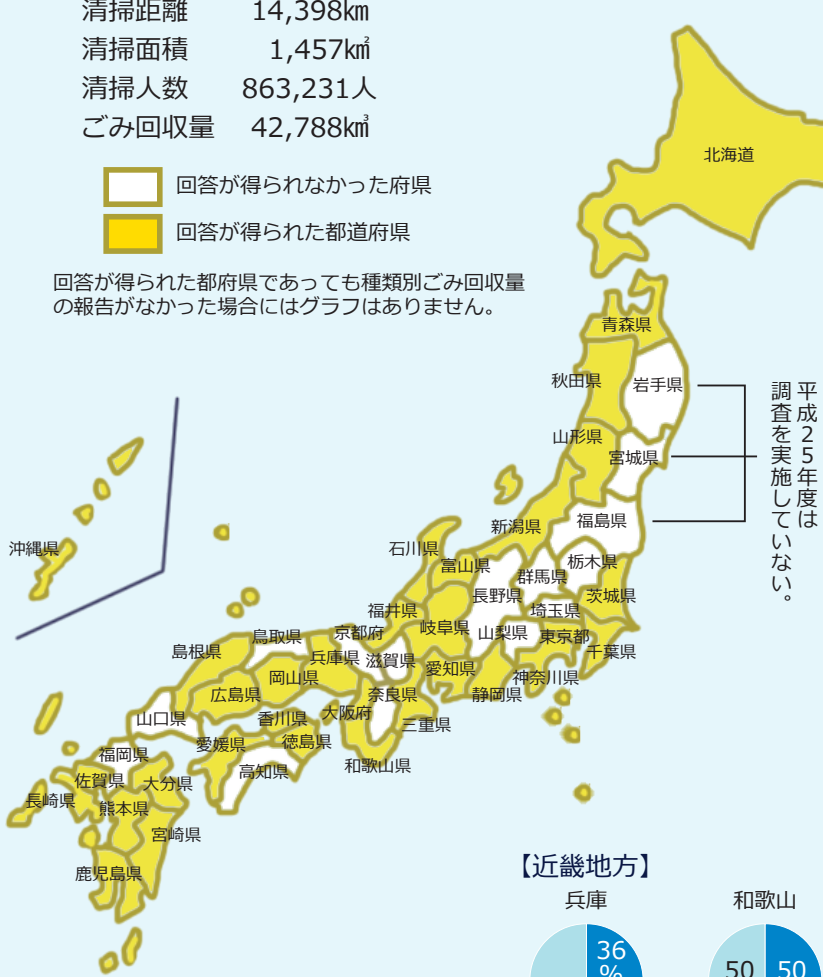 清掃距離 14,398km
清掃面積 1,457k㎡
清掃人数 863,231人
ごみ回収量 42,788k㎥
回答が得られなかった府県
回答が得られた都道府県
回答が得られた都府県であっても種類別ごみ回収量
の報告がなかった場合にはグラフはありません。
北海道
青森県
秋田県
岩手県
山形県
宮城県
平成25年度は
調査を実施していない。
新潟県
福島県
沖縄県
石川県
富山県
群馬県
栃木県
長野県
茨城県
福井県
埼玉県
鳥取県
京都府
岐阜県
山梨県
東京都
島根県
兵庫県
滋賀県
千葉県
岡山県
愛知県
神奈川県
広島県
奈良県
静岡県
山口県
香川県
大阪府
三重県
福岡県
愛媛県
徳島県
和歌山県
佐賀県
大分県
高知県
長崎県
熊本県
宮崎県
鹿児島県
【近畿地方】
兵庫
和歌山
36
%
50
50